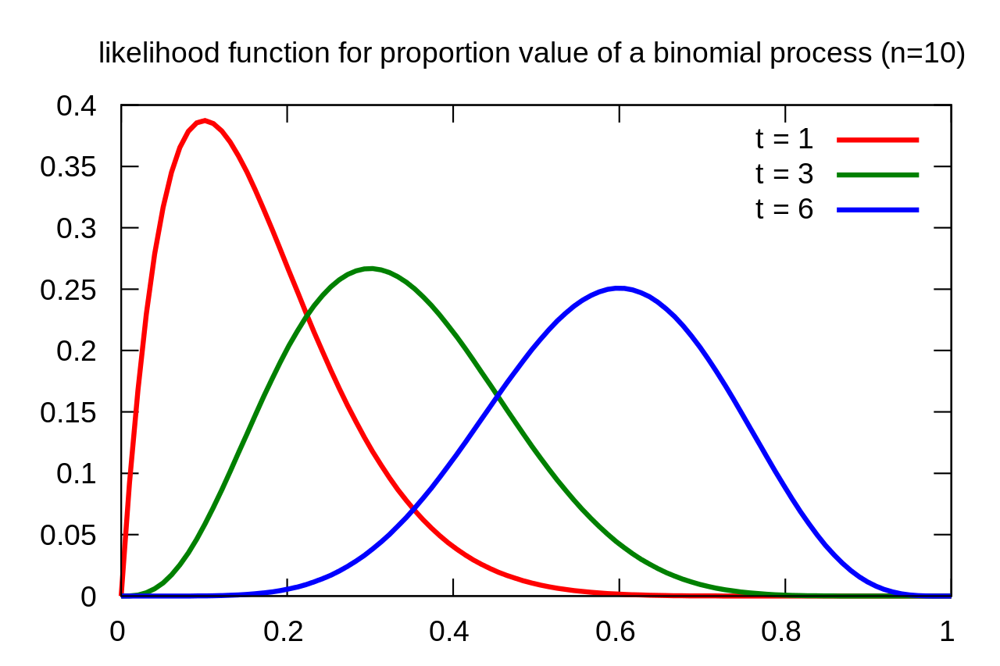 likelihood function for proportion value of a binomial process (n=10)
0.4
t = 1
0.35
t = 3
t = 6
0.3
0.25
0.2
0.15
0.1
0.05
0
0 0.2 0.4 0.6 0.8 1